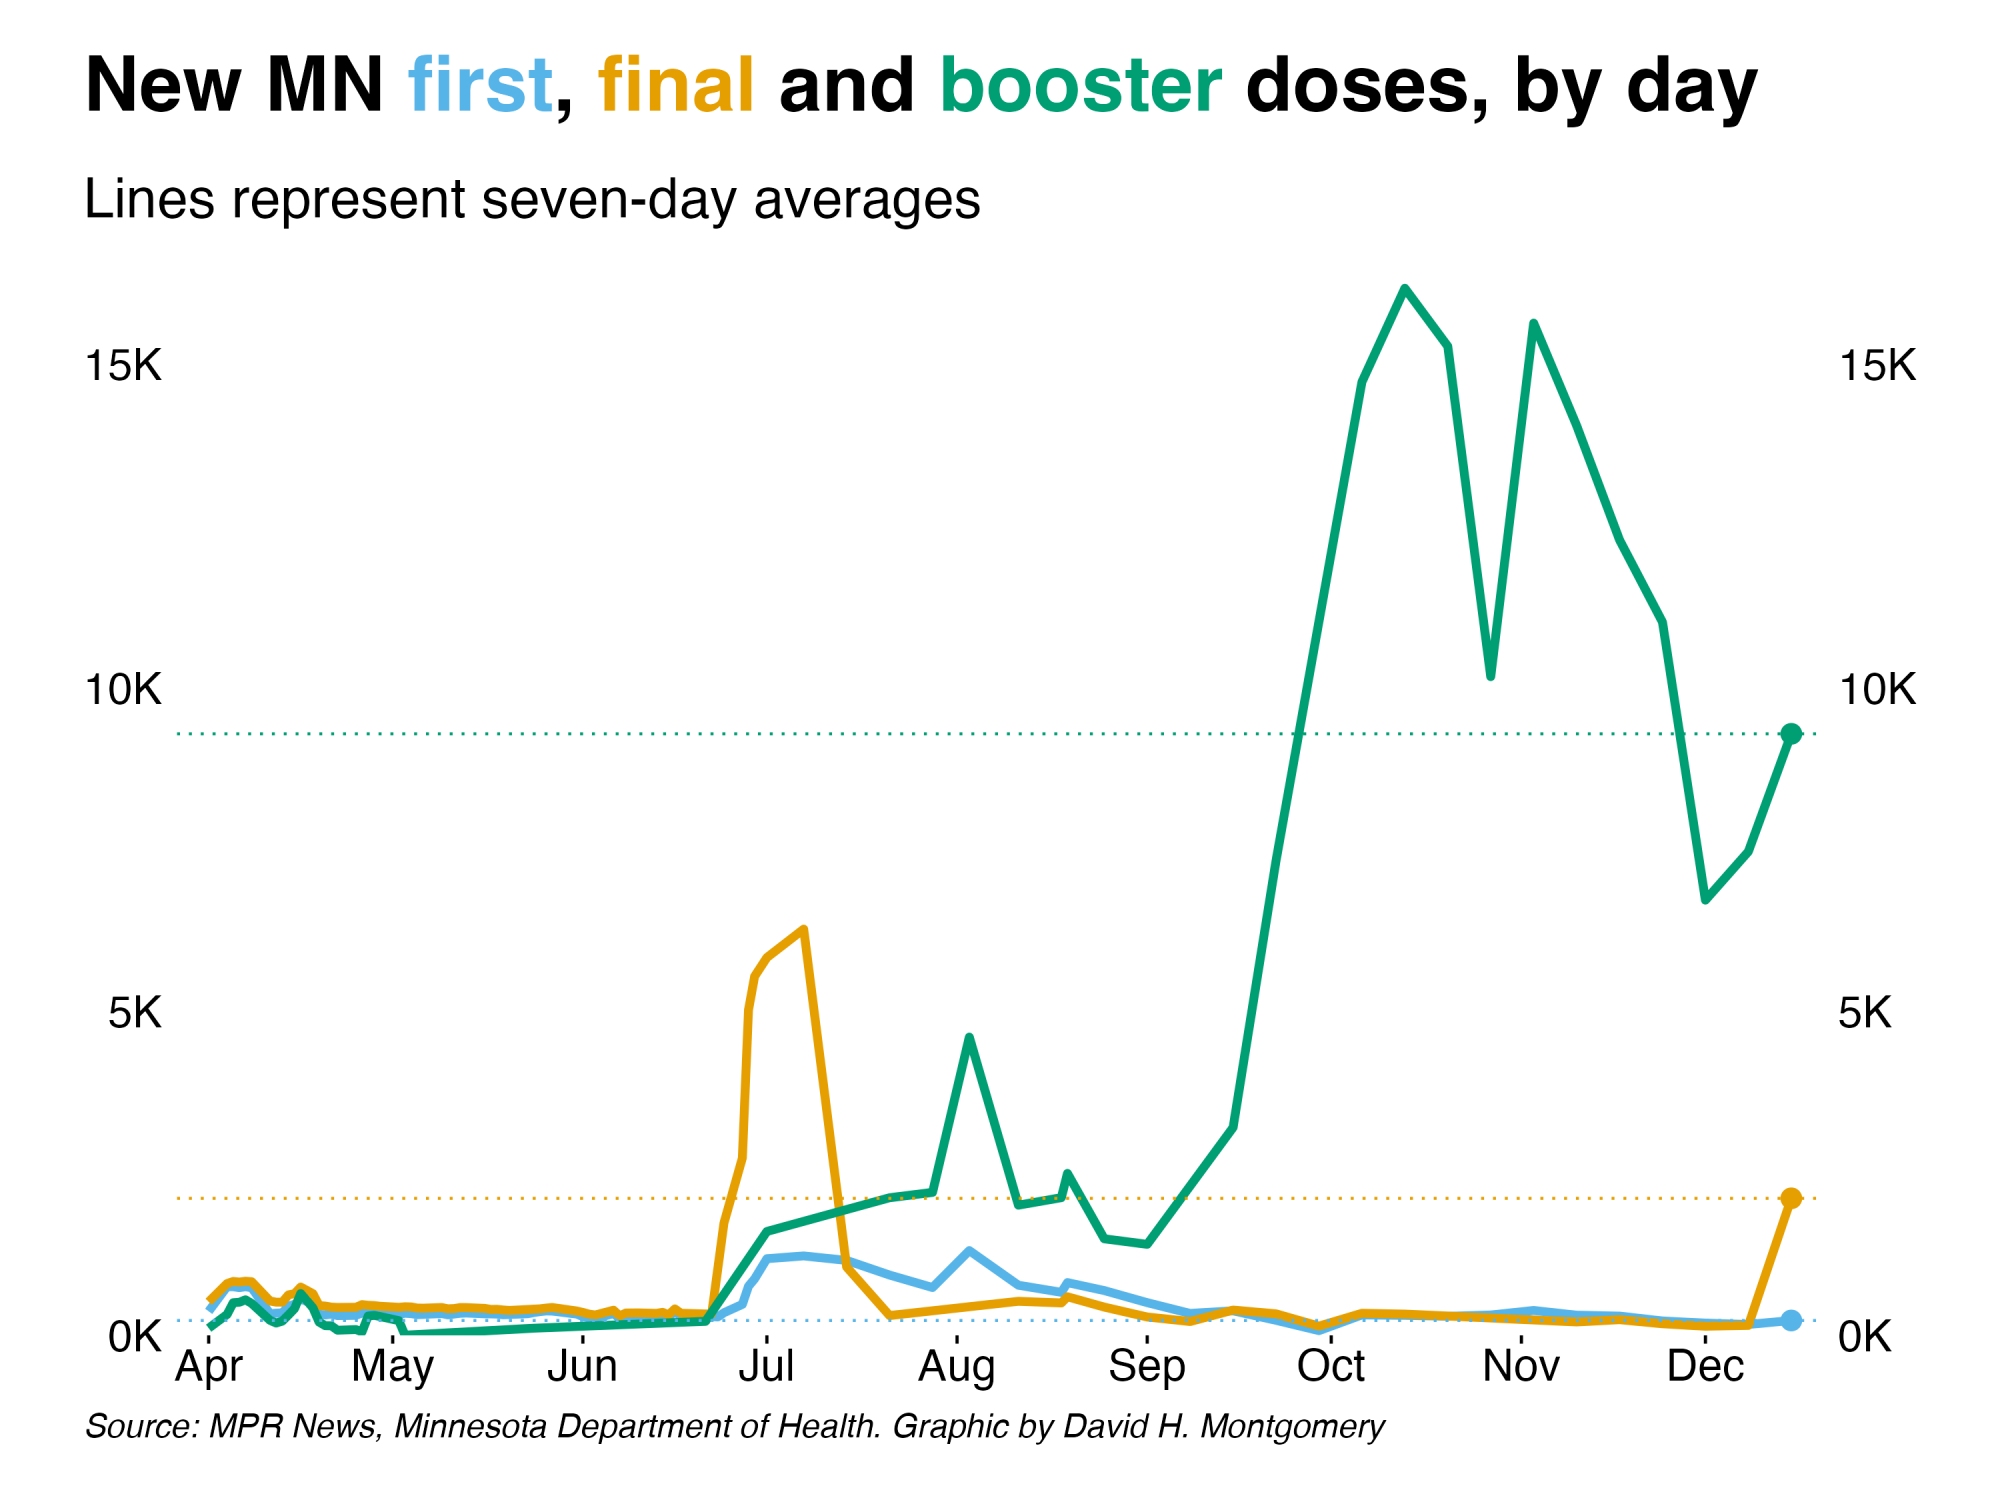 New MN first, final and booster doses, by day
Lines represent seven-day averages
15K 15K
10K 10K
5K 5K
0K 0K
Apr May Jun Jul Aug Sep Oct Nov Dec
Source: MPR News, Minnesota Department of Health. Graphic by David H. Montgomery